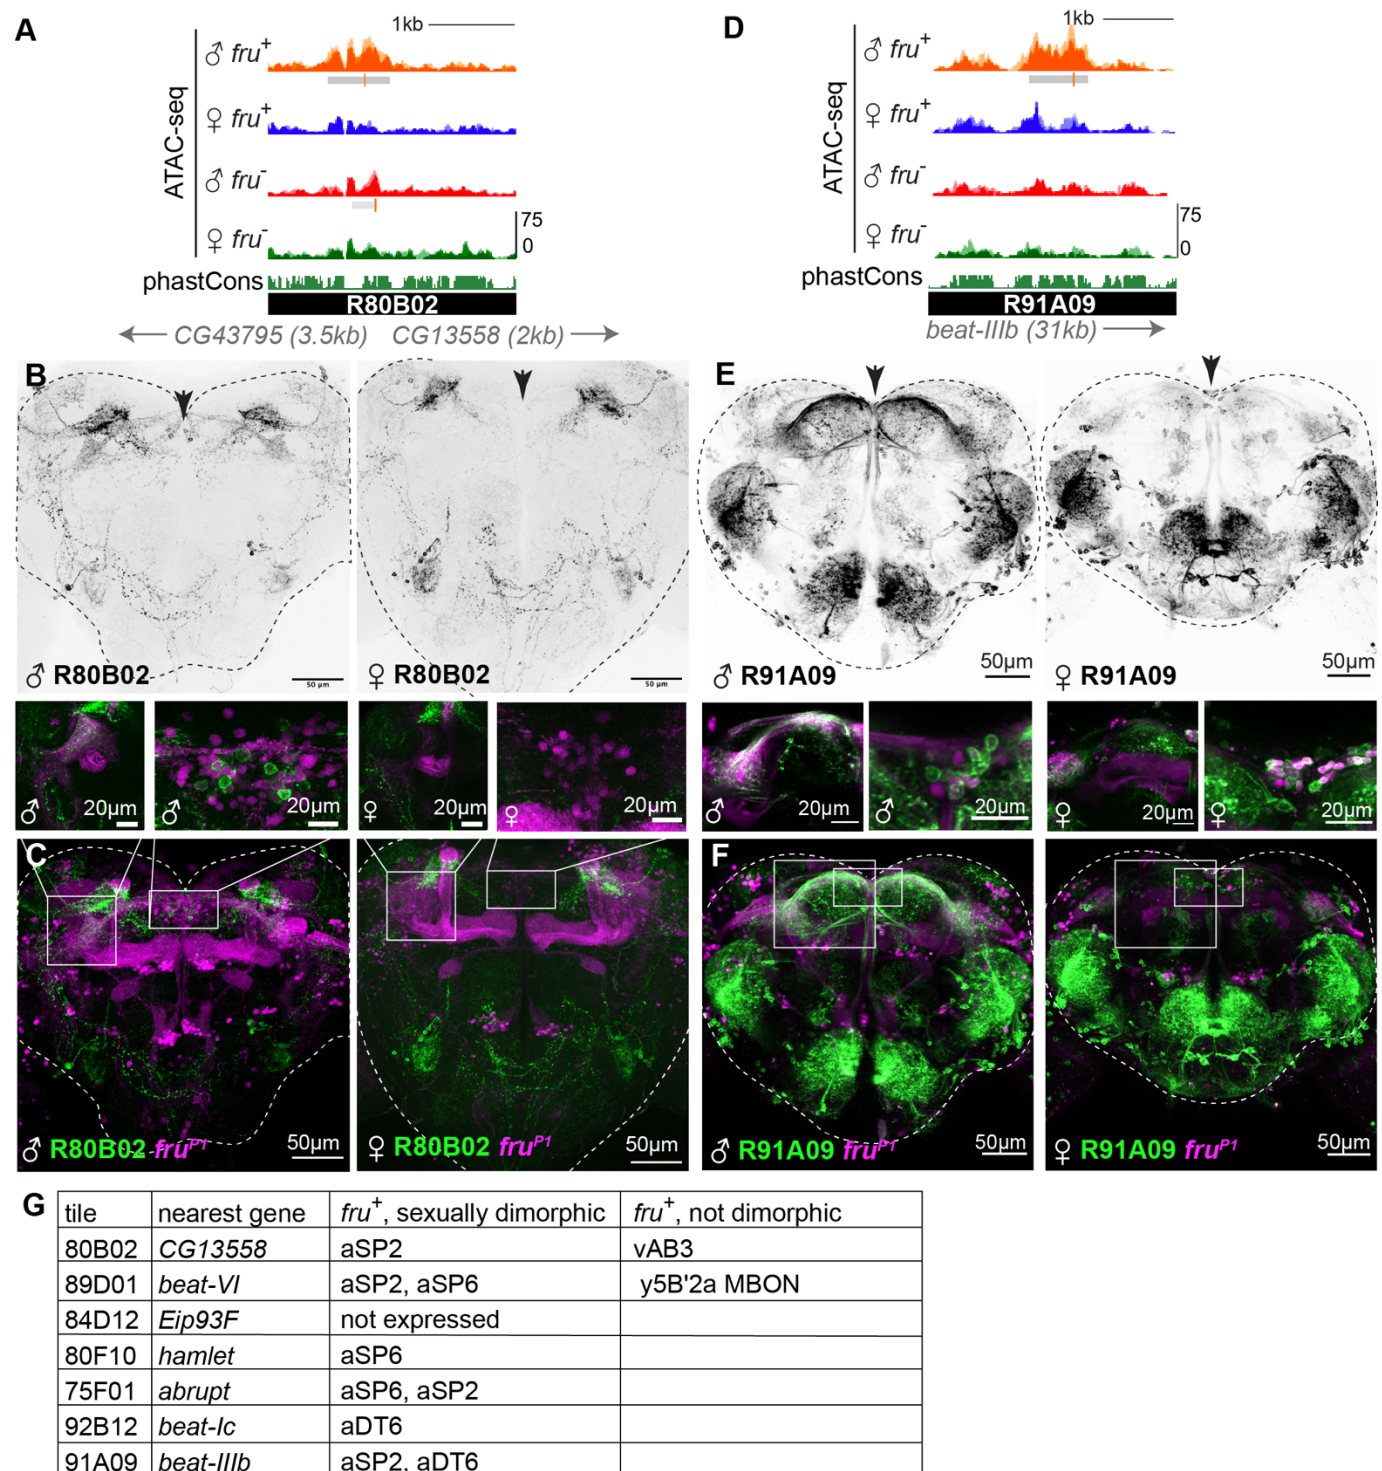 A
1kb
♂ fru+
♀ fru+
♂ fru-
♀ fru-
ATAC-seq
75
0
phastCons
R80B02
CG43795 (3.5kb) CG13558 (2kb)
D
1kb
♂ fru+
♀ fru+
♂ fru-
♀ fru-
ATAC-seq
75
0
phastCons
R91A09
beat-IIIb (31kb)
B
♂ R80B02
50 µm
♀ R80B02
50 µm
E
♂ R91A09
50µm
♀ R91A09
50µm
♂ 20µm
♂ 20µm
♀ 20µm
♀ 20µm
♂ 20µm
♂ 20µm
♀ 20µm
♀ 20µm
C
♂ R80B02 fruP1
50µm
♀ R80B02 fruP1
50µm
F
♂ R91A09 fruP1
50µm
♀ R91A09 fruP1
50µm
G
tile nearest gene fru+, sexually dimorphic fru+, not dimorphic
80B02 CG13558 aSP2 vAB3
89D01 beat-VI aSP2, aSP6 y5B'2a MBON
84D12 Eip93F not expressed
80F10 hamlet aSP6
75F01 abrupt aSP6, aSP2
92B12 beat-Ic aDT6
91A09 beat-IIIb aSP2, aDT6